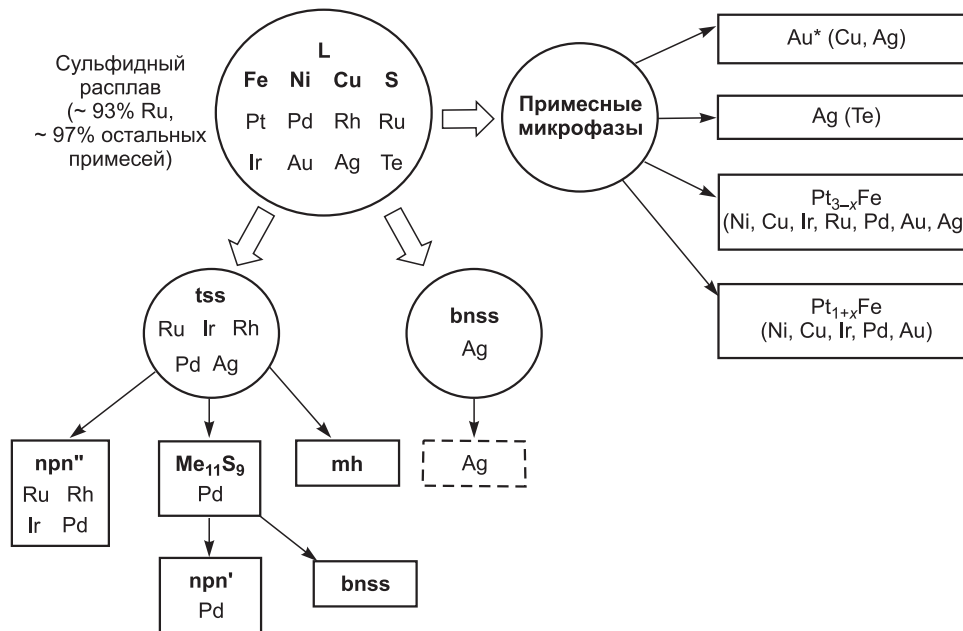 Сульфидный
расплав
(~ 93% Ru,
~ 97% остальных
примесей)
L
Fe Ni Cu S
Pt Pd Rh Ru
Ir Au Ag Te
Примесные
микрофазы
Au* (Cu, Ag)
Ag (Te)
Pt₃₋ₓFe
(Ni, Cu, Ir, Ru, Pd, Au, Ag
Pt₁₊ₓFe
(Ni, Cu, Ir, Pd, Au)
tss
Ru Ir Rh
Pd Ag
bnss
Ag
npn"
Ru Rh
Ir Pd
Me₁₁S₉
Pd
mh
Ag
npn'
Pd
bnss